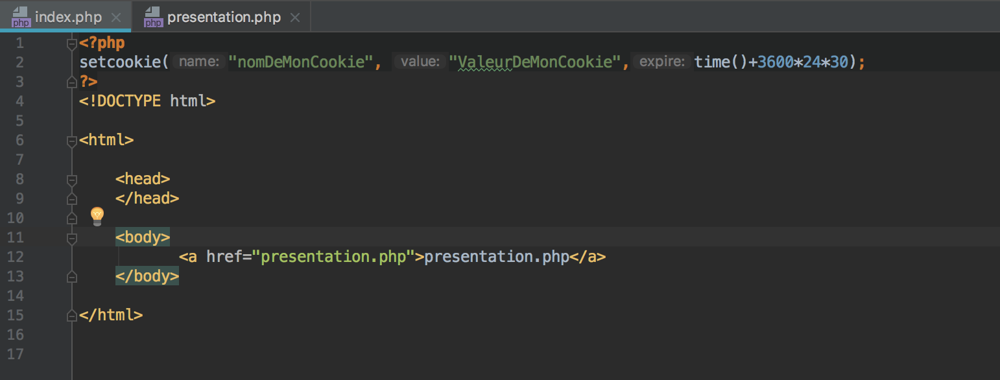 php index.php × php presentation.php ×
1 <?php
2 setcookie( name: "nomDeMonCookie", value: "ValeurDeMonCookie", expire: time()+3600*24*30);
3 ?>
4 <!DOCTYPE html>
5
6 <html>
7
8 <head>
9 </head>
10
11 <body>
12 <a href="presentation.php">presentation.php</a>
13 </body>
14
15 </html>
16
17